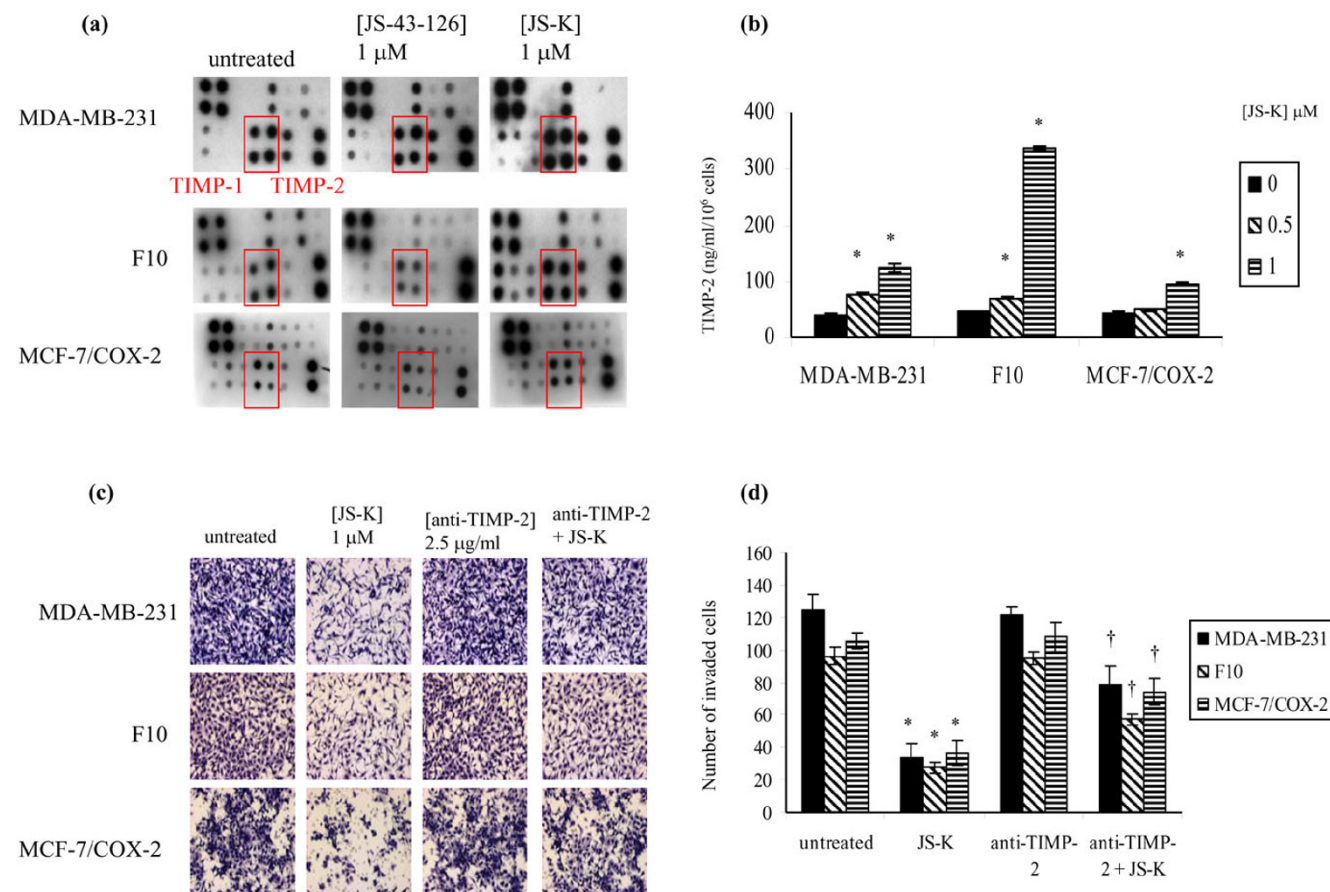 (a)
untreated
[JS-43-126]
1 μM
[JS-K]
1 μM
MDA-MB-231
TIMP-1 TIMP-2
F10
MCF-7/COX-2
(b)
[JS-K] μM
0
0.5
1
TIMP-2 (ng/ml/10⁶ cells)
400
300
200
100
0
*
*
*
*
*
MDA-MB-231
F10
MCF-7/COX-2
(c)
untreated
[JS-K]
1 μM
[anti-TIMP-2]
2.5 μg/ml
anti-TIMP-2
+ JS-K
MDA-MB-231
F10
MCF-7/COX-2
(d)
Number of invaded cells
160
140
120
100
80
60
40
20
0
*
*
*
†
†
†
untreated
JS-K
anti-TIMP-
2
anti-TIMP-
2 + JS-K
MDA-MB-231
F10
MCF-7/COX-2